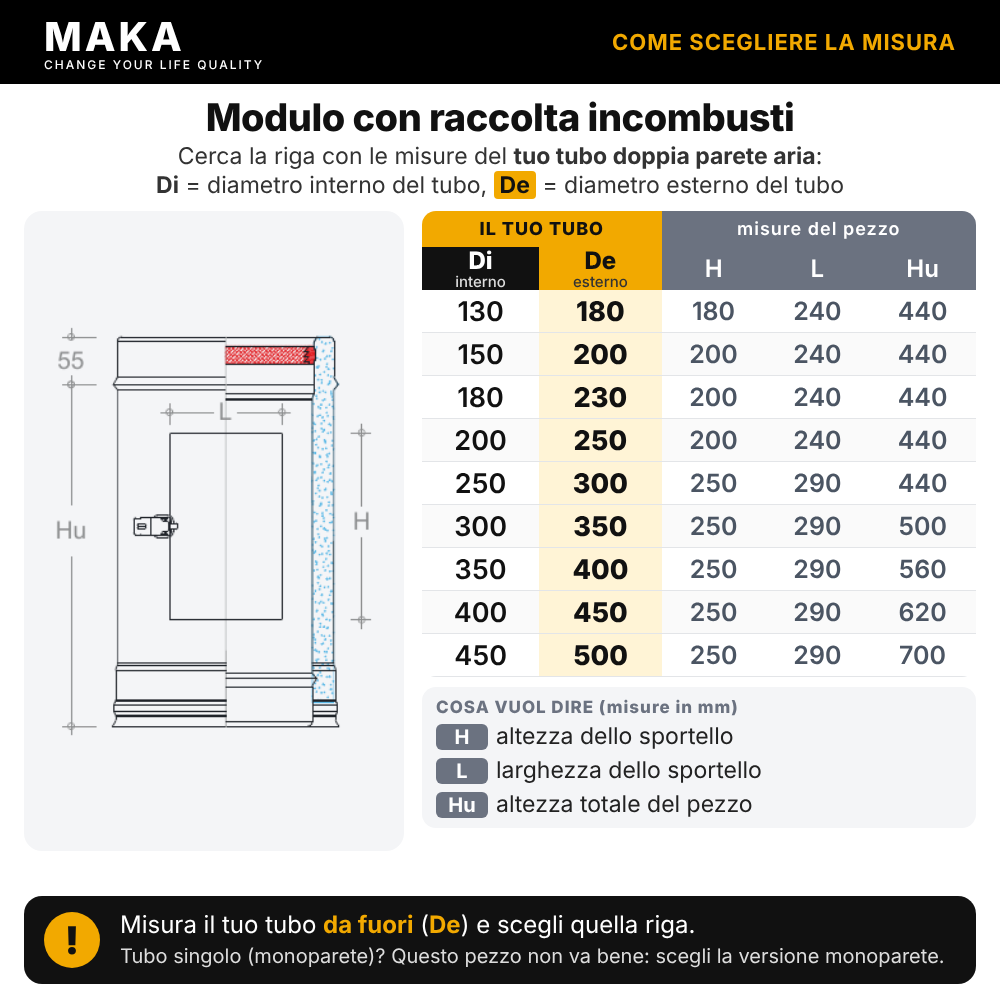 MAKA
CHANGE YOUR LIFE QUALITY
COME SCEGLIERE LA MISURA
Modulo con raccolta incombusti
Cerca la riga con le misure del tuo tubo doppia parete aria:
Di = diametro interno del tubo, De = diametro esterno del tubo
55
L
Hu
H
IL TUO TUBO misure del pezzo
Di De H L Hu
interno esterno
130 180 180 240 440
150 200 200 240 440
180 230 200 240 440
200 250 200 240 440
250 300 250 290 440
300 350 250 290 500
350 400 250 290 560
400 450 250 290 620
450 500 250 290 700
COSA VUOL DIRE (misure in mm)
H altezza dello sportello
L larghezza dello sportello
Hu altezza totale del pezzo
! Misura il tuo tubo da fuori (De) e scegli quella riga.
Tubo singolo (monoparete)? Questo pezzo non va bene: scegli la versione monoparete.